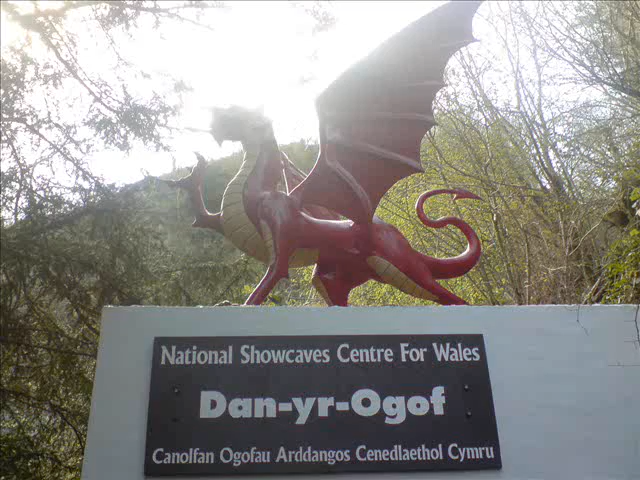 National Showcaves Centre For Wales
Dan-yr-Ogof
Canolfan Ogofau Arddangos Cenedlaethol Cymru